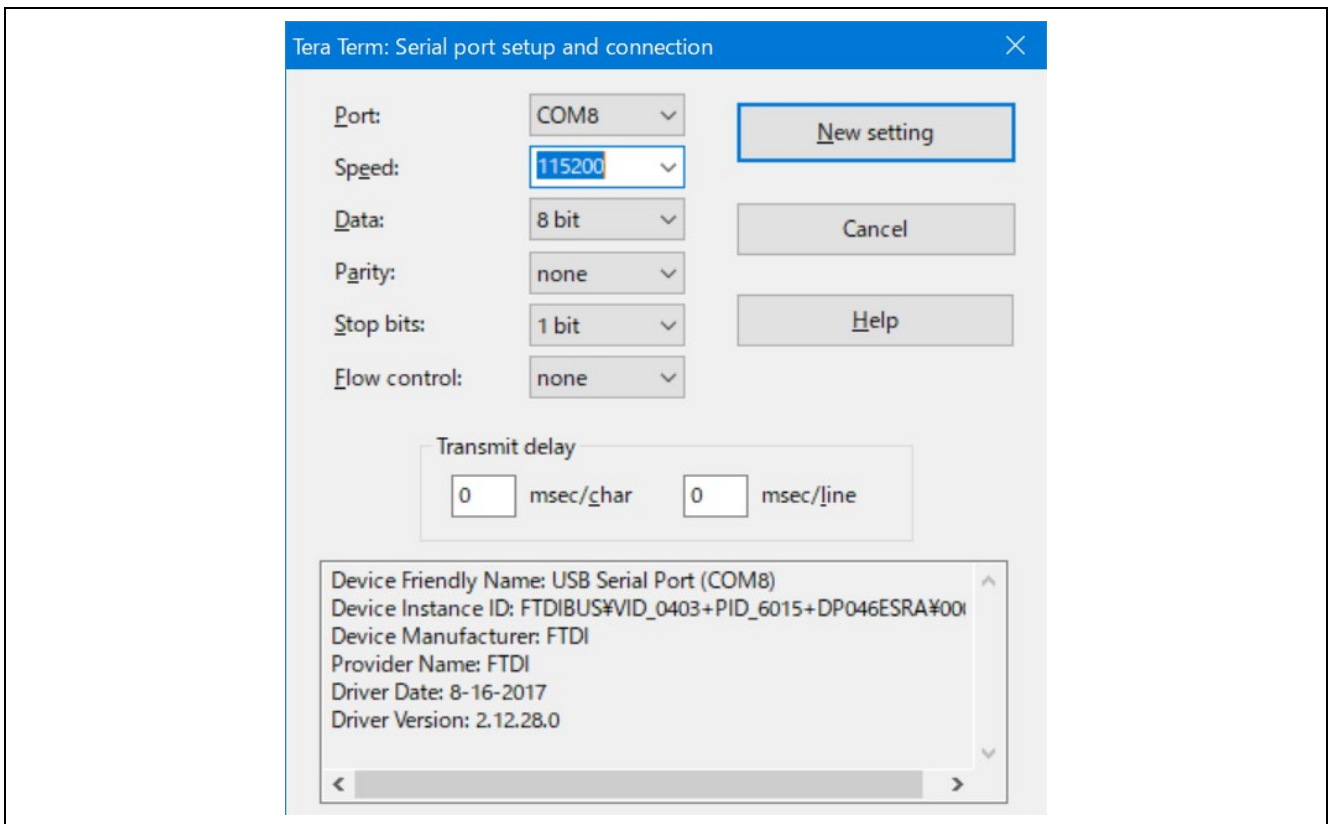 Tera Term: Serial port setup and connection
Port: COM8
New setting
Speed: 115200
Data: 8 bit
Cancel
Parity: none
Stop bits: 1 bit
Help
Flow control: none
Transmit delay
0 msec/char 0 msec/line
Device Friendly Name: USB Serial Port (COM8)
Device Instance ID: FTDIBUS¥VID_0403+PID_6015+DP046ESRA¥00
Device Manufacturer: FTDI
Provider Name: FTDI
Driver Date: 8-16-2017
Driver Version: 2.12.28.0